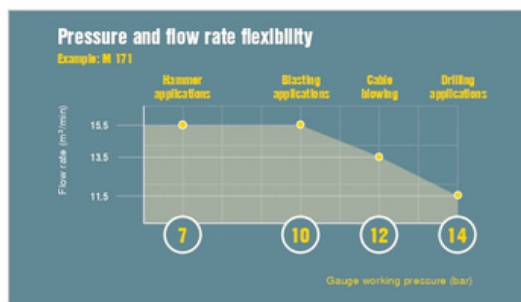 Pressure and flow rate flexibility
Example: M 171
Hammer applications
Blasting applications
Cable blowing
Drilling applications
Flow rate (m³/min)
15.5
13.5
11.5
7
10
12
14
Gauge working pressure (bar)